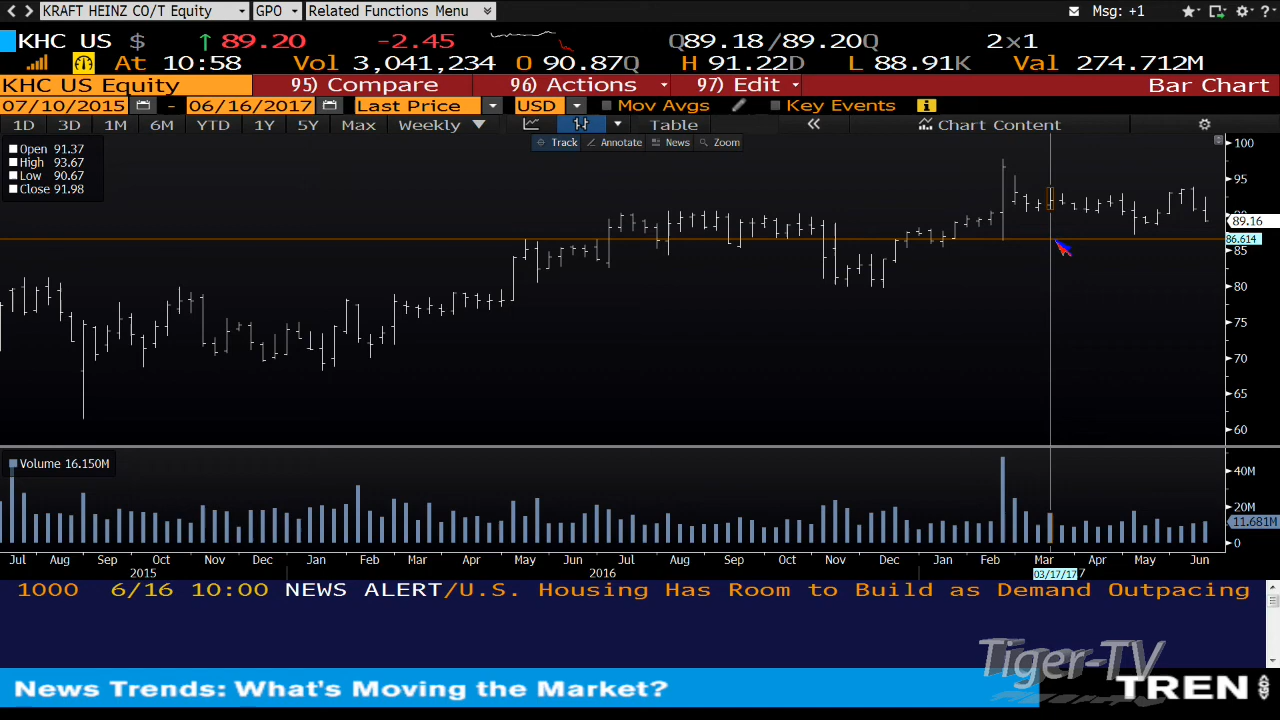 KRAFT HEINZ CO/T Equity GPO Related Functions Menu Msg: +1
KHC US $ 89.20 -2.45 Q89.18/89.20Q 2×1
At 10:58 Vol 3,041,234 O 90.87Q H 91.22D L 88.91K Val 274.712M
KHC US Equity 95) Compare 96) Actions 97) Edit Bar Chart
07/10/2015 - 06/16/2017 Last Price USD Mov Avgs Key Events
1D 3D 1M 6M YTD 1Y 5Y Max Weekly Table Chart Content
Track Annotate News Zoom
Open 91.37
High 93.67
Low 90.67
Close 91.98
100
95
89.16
86.614
85
80
75
70
65
60
Volume 16.150M
40M
20M
11.681M
0
Jul Aug Sep Oct Nov Dec Jan Feb Mar Apr May Jun Jul Aug Sep Oct Nov Dec Jan Feb Mar Apr May Jun
2015 2016 03/17/17 7
1000 6/16 10:00 NEWS ALERT/U.S. Housing Has Room to Build as Demand Outpacing
Tiger-TV
News Trends: What's Moving the Market?
TREN